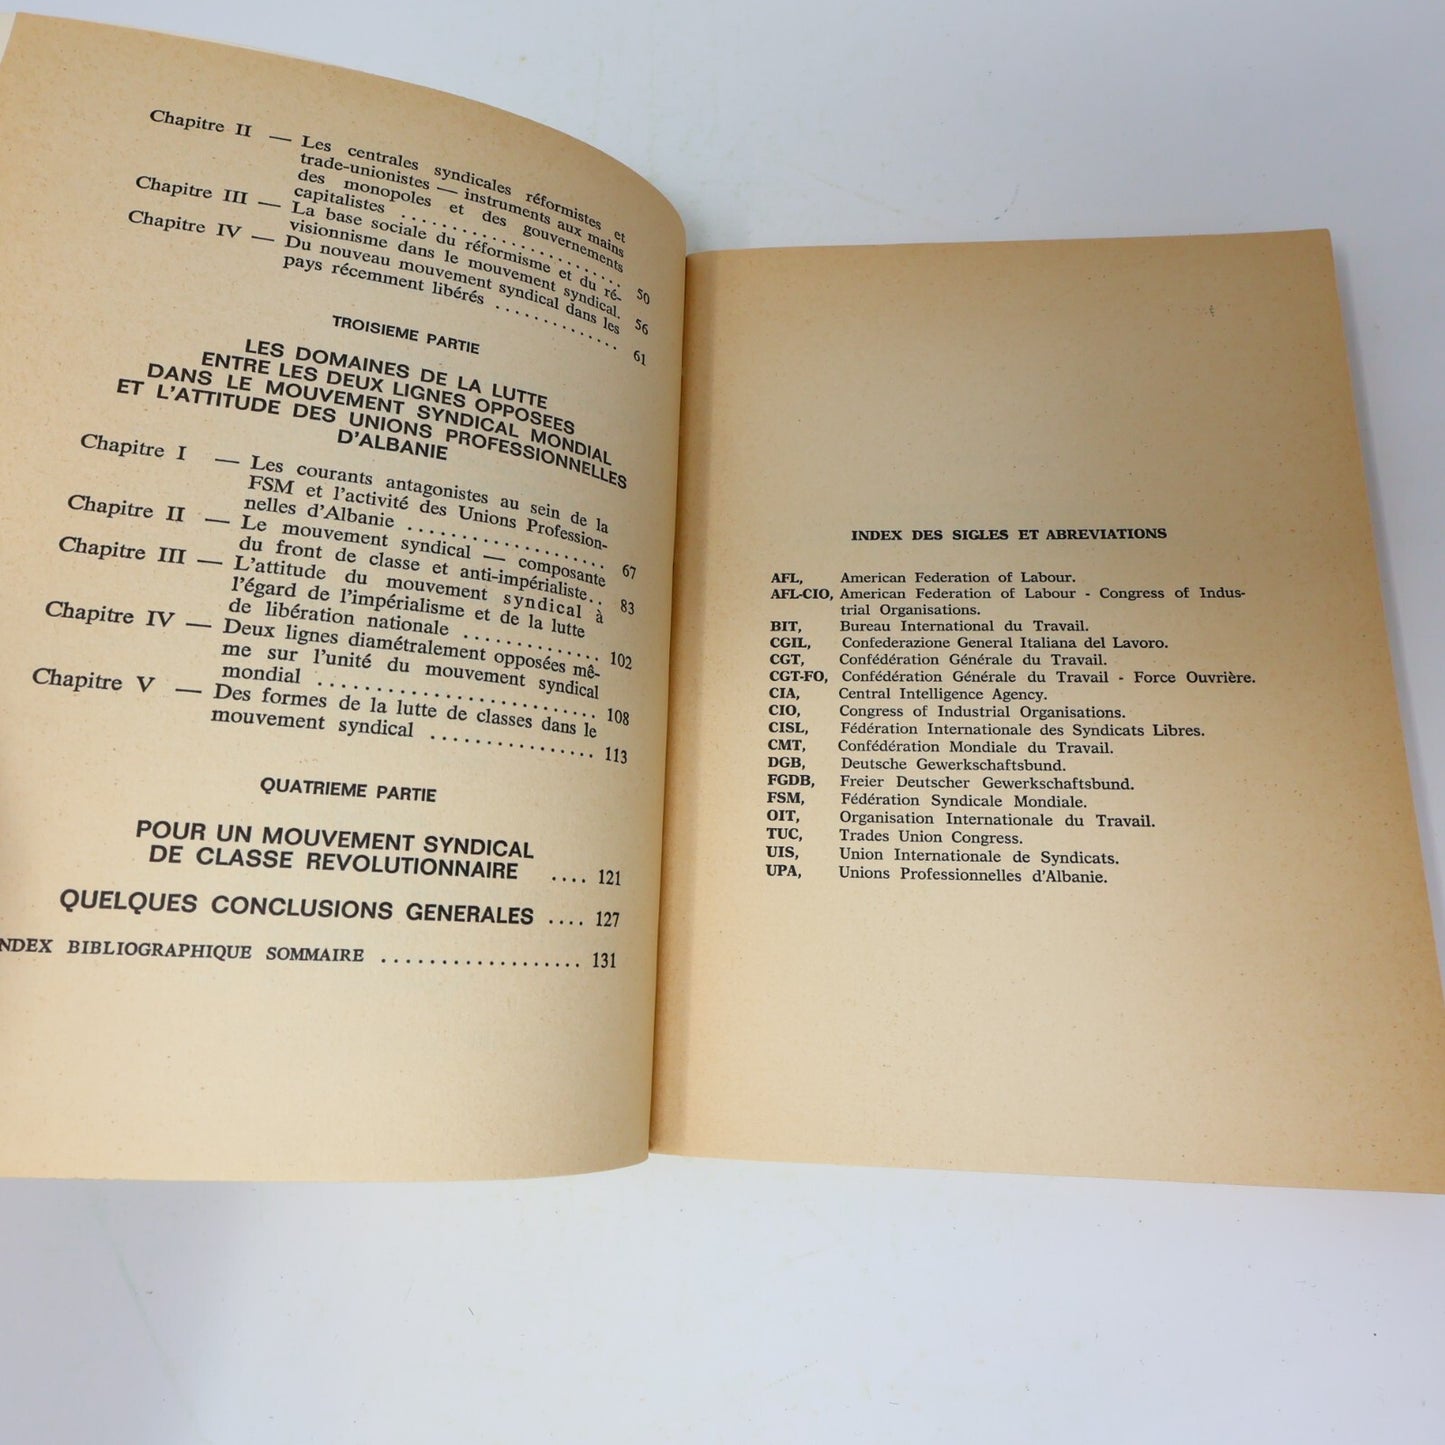 Chapitre II — Les centrales syndicales réformistes et
trade-unionistes — instruments aux mains
des monopoles et des gouvernements
capitalistes .................... 50
Chapitre III — La base sociale du réformisme et du ré-
visionnisme dans le mouvement syndical. 56
Chapitre IV — Du nouveau mouvement syndical dans les
pays récemment libérés .............. 61
TROISIEME PARTIE
LES DOMAINES DE LA LUTTE
ENTRE LES DEUX LIGNES OPPOSEES
DANS LE MOUVEMENT SYNDICAL MONDIAL
ET L'ATTITUDE DES UNIONS PROFESSIONNELLES
D'ALBANIE
Chapitre I — Les courants antagonistes au sein de la
FSM et l'activité des Unions Profession-
nelles d'Albanie .................. 67
Chapitre II — Le mouvement syndical — composante
du front de classe et anti-impérialiste.. 83
Chapitre III — L'attitude du mouvement syndical à
l'égard de l'impérialisme et de la lutte
de libération nationale .............. 102
Chapitre IV — Deux lignes diamétralement opposées mê-
me sur l'unité du mouvement syndical
mondial ........................ 108
Chapitre V — Des formes de la lutte de classes dans le
mouvement syndical ................ 113
QUATRIEME PARTIE
POUR UN MOUVEMENT SYNDICAL
DE CLASSE REVOLUTIONNAIRE .... 121
QUELQUES CONCLUSIONS GENERALES .... 127
NDEX BIBLIOGRAPHIQUE SOMMAIRE ................. 131
INDEX DES SIGLES ET ABREVIATIONS
AFL, American Federation of Labour.
AFL-CIO, American Federation of Labour - Congress of Indus-
trial Organisations.
BIT, Bureau International du Travail.
CGIL, Confederazione General Italiana del Lavoro.
CGT, Confédération Générale du Travail.
CGT-FO, Confédération Générale du Travail - Force Ouvrière.
CIA, Central Intelligence Agency.
CIO, Congress of Industrial Organisations.
CISL, Fédération Internationale des Syndicats Libres.
CMT, Confédération Mondiale du Travail.
DGB, Deutsche Gewerkschaftsbund.
FGDB, Freier Deutscher Gewerkschaftsbund.
FSM, Fédération Syndicale Mondiale.
OIT, Organisation Internationale du Travail.
TUC, Trades Union Congress.
UIS, Union Internationale de Syndicats.
UPA, Unions Professionnelles d'Albanie.